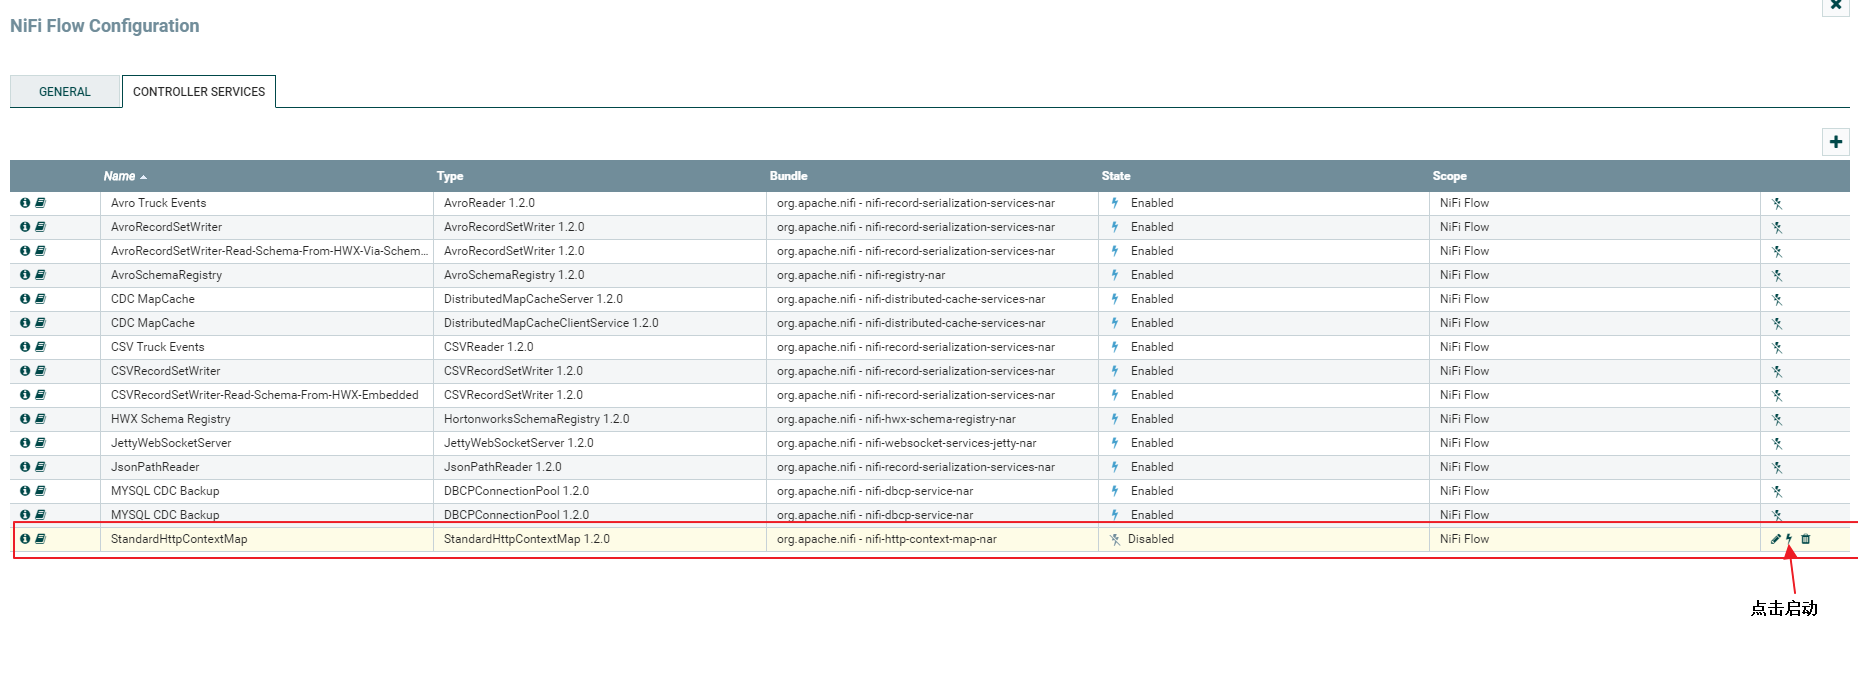 NiFi Flow Configuration
GENERAL CONTROLLER SERVICES
Name Type Bundle State Scope
Avro Truck Events AvroReader 1.2.0 org.apache.nifi - nifi-record-serialization-services-nar Enabled NiFi Flow
AvroRecordSetWriter AvroRecordSetWriter 1.2.0 org.apache.nifi - nifi-record-serialization-services-nar Enabled NiFi Flow
AvroRecordSetWriter-Read-Schema-From-HWX-Via-Schem... AvroRecordSetWriter 1.2.0 org.apache.nifi - nifi-record-serialization-services-nar Enabled NiFi Flow
AvroSchemaRegistry AvroSchemaRegistry 1.2.0 org.apache.nifi - nifi-registry-nar Enabled NiFi Flow
CDC MapCache DistributedMapCacheServer 1.2.0 org.apache.nifi - nifi-distributed-cache-services-nar Enabled NiFi Flow
CDC MapCache DistributedMapCacheClientService 1.2.0 org.apache.nifi - nifi-distributed-cache-services-nar Enabled NiFi Flow
CSV Truck Events CSVReader 1.2.0 org.apache.nifi - nifi-record-serialization-services-nar Enabled NiFi Flow
CSVRecordSetWriter CSVRecordSetWriter 1.2.0 org.apache.nifi - nifi-record-serialization-services-nar Enabled NiFi Flow
CSVRecordSetWriter-Read-Schema-From-HWX-Embedded CSVRecordSetWriter 1.2.0 org.apache.nifi - nifi-record-serialization-services-nar Enabled NiFi Flow
HWX Schema Registry HortonworksSchemaRegistry 1.2.0 org.apache.nifi - nifi-hwx-schema-registry-nar Enabled NiFi Flow
JettyWebSocketServer JettyWebSocketServer 1.2.0 org.apache.nifi - nifi-websocket-services-jetty-nar Enabled NiFi Flow
JsonPathReader JsonPathReader 1.2.0 org.apache.nifi - nifi-record-serialization-services-nar Enabled NiFi Flow
MYSQL CDC Backup DBCPConnectionPool 1.2.0 org.apache.nifi - nifi-dbcp-service-nar Enabled NiFi Flow
MYSQL CDC Backup DBCPConnectionPool 1.2.0 org.apache.nifi - nifi-dbcp-service-nar Enabled NiFi Flow
StandardHttpContextMap StandardHttpContextMap 1.2.0 org.apache.nifi - nifi-http-context-map-nar Disabled NiFi Flow
点击启动